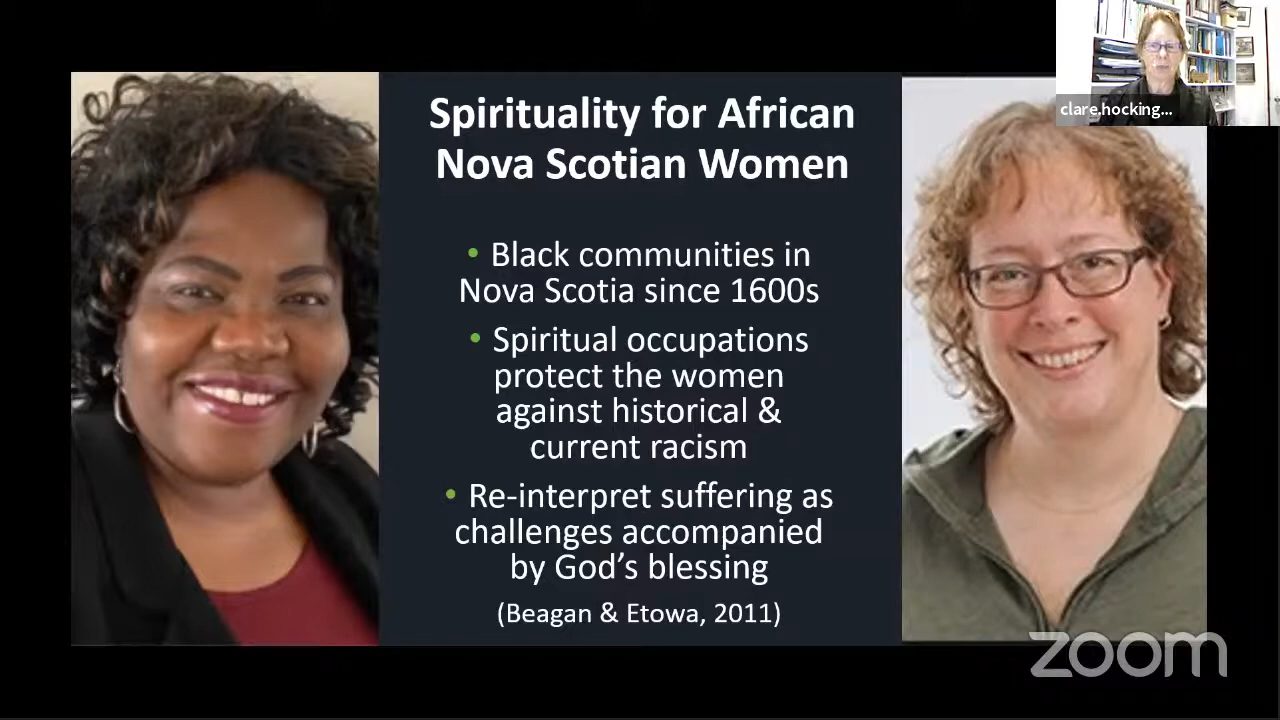 clare.hocking...
Spirituality for African
Nova Scotian Women
• Black communities in
Nova Scotia since 1600s
• Spiritual occupations
protect the women
against historical &
current racism
• Re-interpret suffering as
challenges accompanied
by God's blessing
(Beagan & Etowa, 2011)
zoom